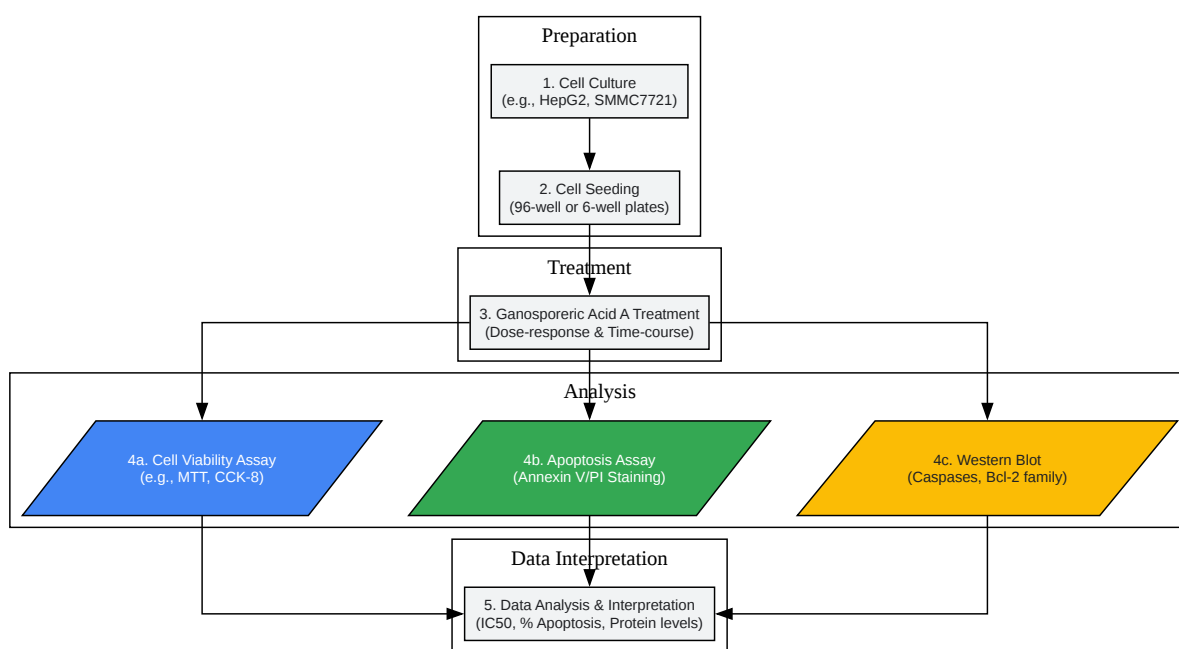 Preparation
1. Cell Culture
(e.g., HepG2, SMMC7721)
2. Cell Seeding
(96-well or 6-well plates)
Treatment
3. Ganosporeric Acid A Treatment
(Dose-response & Time-course)
Analysis
4a. Cell Viability Assay
(e.g., MTT, CCK-8)
4b. Apoptosis Assay
(Annexin V/PI Staining)
4c. Western Blot
(Caspases, Bcl-2 family)
Data Interpretation
5. Data Analysis & Interpretation
(IC50, % Apoptosis, Protein levels)